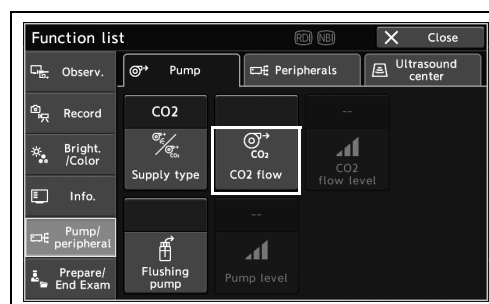 Function list
RDI NBI
Close
Observ.
Record
Bright.
/Color
Info.
Pump/
peripheral
Prepare/
End Exam
Pump
Peripherals
Ultrasound
center
CO2
CO2
Supply type
CO2
CO2 flow
--
CO2
flow level
Flushing
pump
--
Pump level